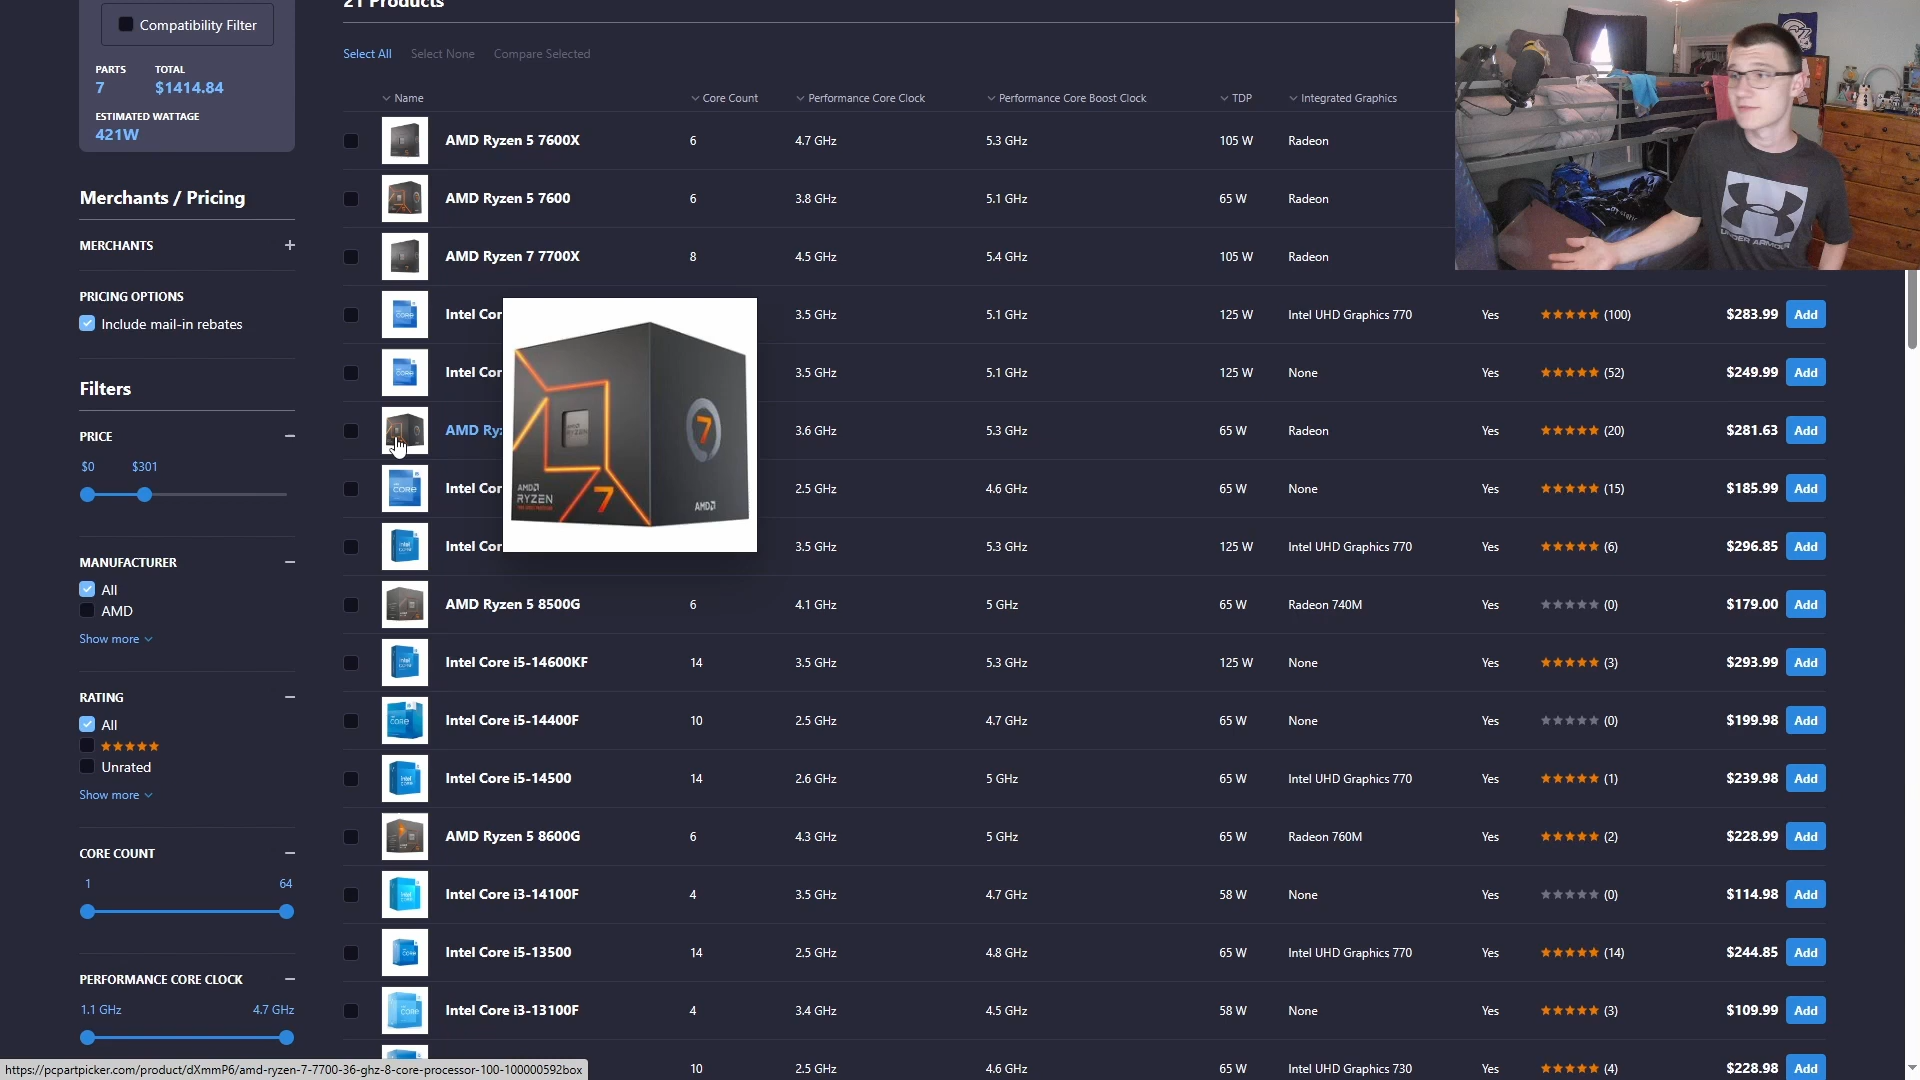 Compatibility Filter
PARTS TOTAL
7 $1414.84
ESTIMATED WATTAGE
421W
Merchants / Pricing
MERCHANTS
PRICING OPTIONS
Include mail-in rebates
Filters
PRICE
$0 $301
MANUFACTURER
All
AMD
Show more
RATING
All
Unrated
Show more
CORE COUNT
1 64
PERFORMANCE CORE CLOCK
1.1 GHz 4.7 GHz
21 Products
Select All Select None Compare Selected
Name Core Count Performance Core Clock Performance Core Boost Clock TDP Integrated Graphics
AMD Ryzen 5 7600X 6 4.7 GHz 5.3 GHz 105 W Radeon
AMD Ryzen 5 7600 6 3.8 GHz 5.1 GHz 65 W Radeon
AMD Ryzen 7 7700X 8 4.5 GHz 5.4 GHz 105 W Radeon
Intel Cor 3.5 GHz 5.1 GHz 125 W Intel UHD Graphics 770 Yes (100) $283.99 Add
Intel Cor 3.5 GHz 5.1 GHz 125 W None Yes (52) $249.99 Add
AMD Ry 3.6 GHz 5.3 GHz 65 W Radeon Yes (20) $281.63 Add
Intel Cor 2.5 GHz 4.6 GHz 65 W None Yes (15) $185.99 Add
Intel Cor 3.5 GHz 5.3 GHz 125 W Intel UHD Graphics 770 Yes (6) $296.85 Add
AMD Ryzen 5 8500G 6 4.1 GHz 5 GHz 65 W Radeon 740M Yes (0) $179.00 Add
Intel Core i5-14600KF 14 3.5 GHz 5.3 GHz 125 W None Yes (3) $293.99 Add
Intel Core i5-14400F 10 2.5 GHz 4.7 GHz 65 W None Yes (0) $199.98 Add
Intel Core i5-14500 14 2.6 GHz 5 GHz 65 W Intel UHD Graphics 770 Yes (1) $239.98 Add
AMD Ryzen 5 8600G 6 4.3 GHz 5 GHz 65 W Radeon 760M Yes (2) $228.99 Add
Intel Core i3-14100F 4 3.5 GHz 4.7 GHz 58 W None Yes (0) $114.98 Add
Intel Core i5-13500 14 2.5 GHz 4.8 GHz 65 W Intel UHD Graphics 770 Yes (14) $244.85 Add
Intel Core i3-13100F 4 3.4 GHz 4.5 GHz 58 W None Yes (3) $109.99 Add
10 2.5 GHz 4.6 GHz 65 W Intel UHD Graphics 730 Yes (4) $228.98 Add
AMD RYZEN
7
7
AMD
UNDER ARMOUR
https://pcpartpicker.com/product/dXmmP6/amd-ryzen-7-7700-36-ghz-8-core-processor-100-100000592box